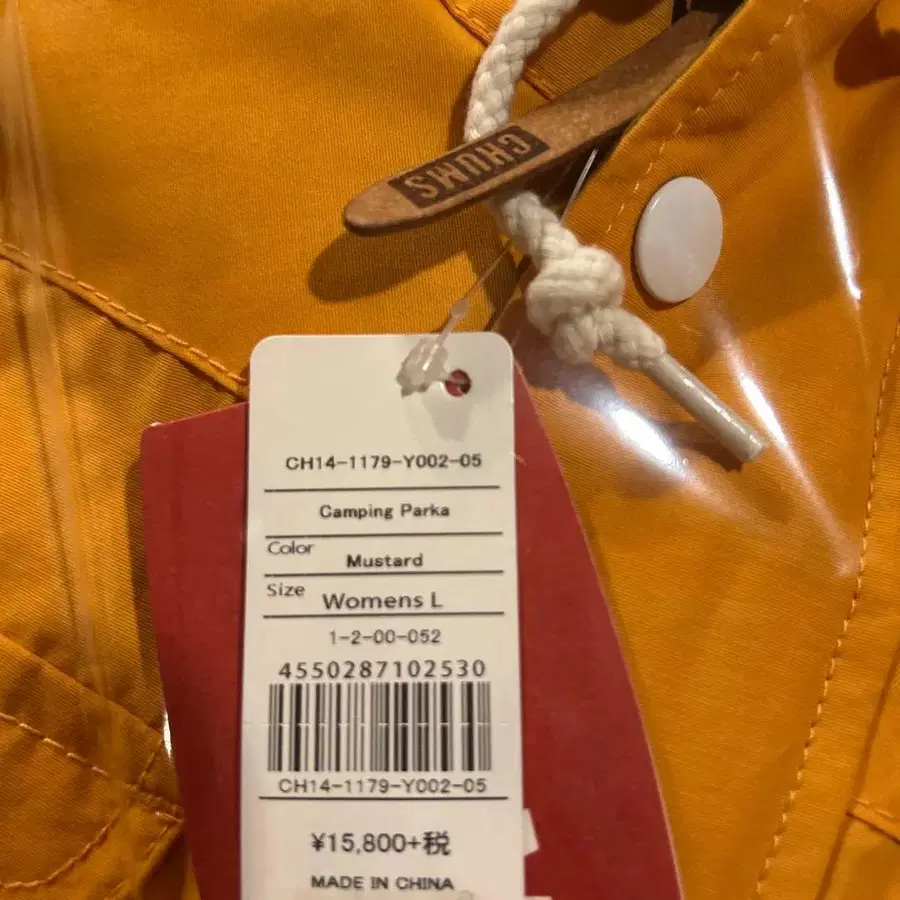 CHUMS
CH14-1179-Y002-05
Camping Parka
Color
Mustard
Size
Womens L
1-2-00-052
4550287102530
CH14-1179-Y002-05
¥15,800+税
MADE IN CHINA